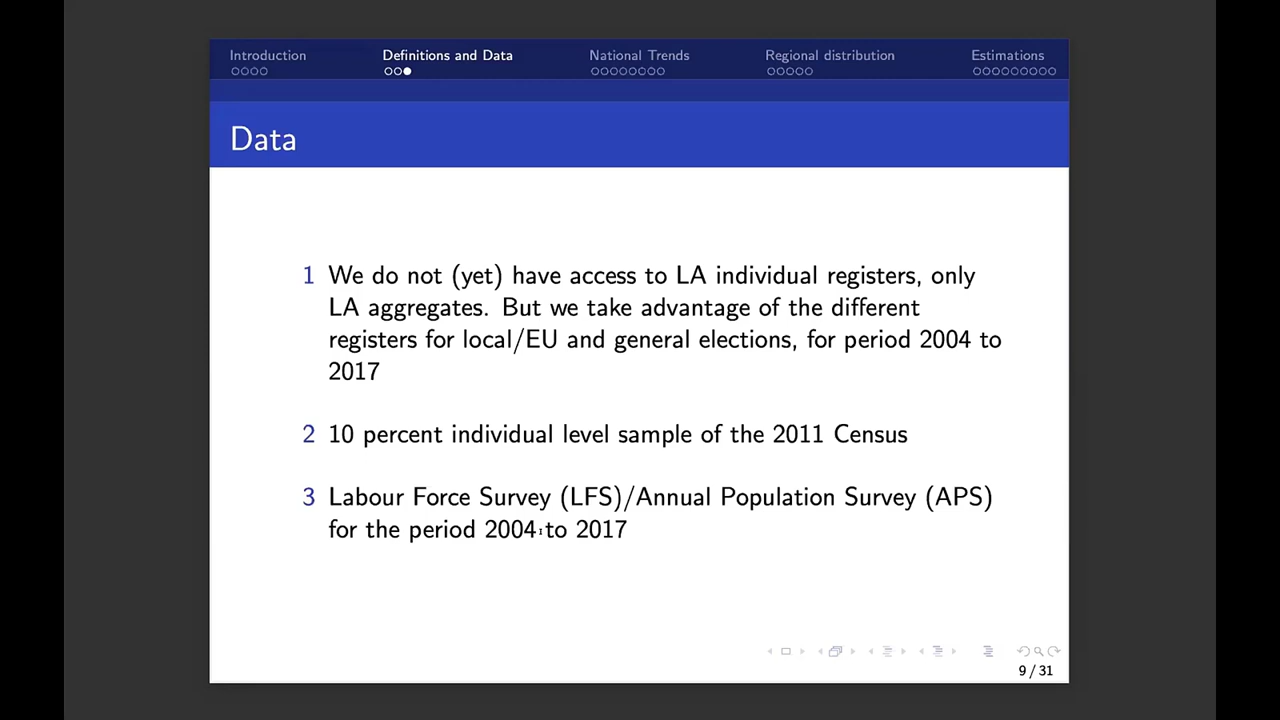 Introduction Definitions and Data National Trends Regional distribution Estimations
Data
1 We do not (yet) have access to LA individual registers, only
LA aggregates. But we take advantage of the different
registers for local/EU and general elections, for period 2004 to
2017
2 10 percent individual level sample of the 2011 Census
3 Labour Force Survey (LFS)/Annual Population Survey (APS)
for the period 2004 to 2017
9 / 31